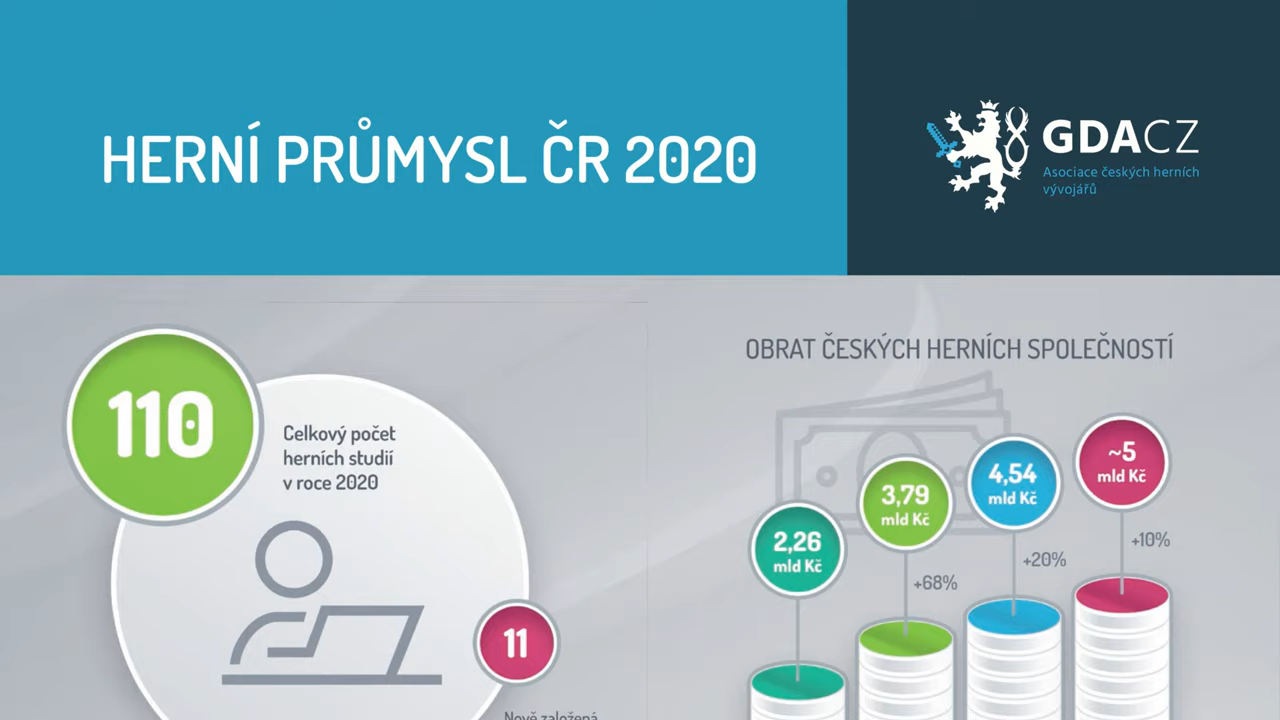 HERNÍ PRŮMYSL ČR 2020
GDACZ
Asociace českých herních
vývojářů
110
Celkový počet
herních studií
v roce 2020
11
Nově založená
OBRAT ČESKÝCH HERNÍCH SPOLEČNOSTÍ
2,26
mld Kč
3,79
mld Kč
+68%
4,54
mld Kč
+20%
~5
mld Kč
+10%